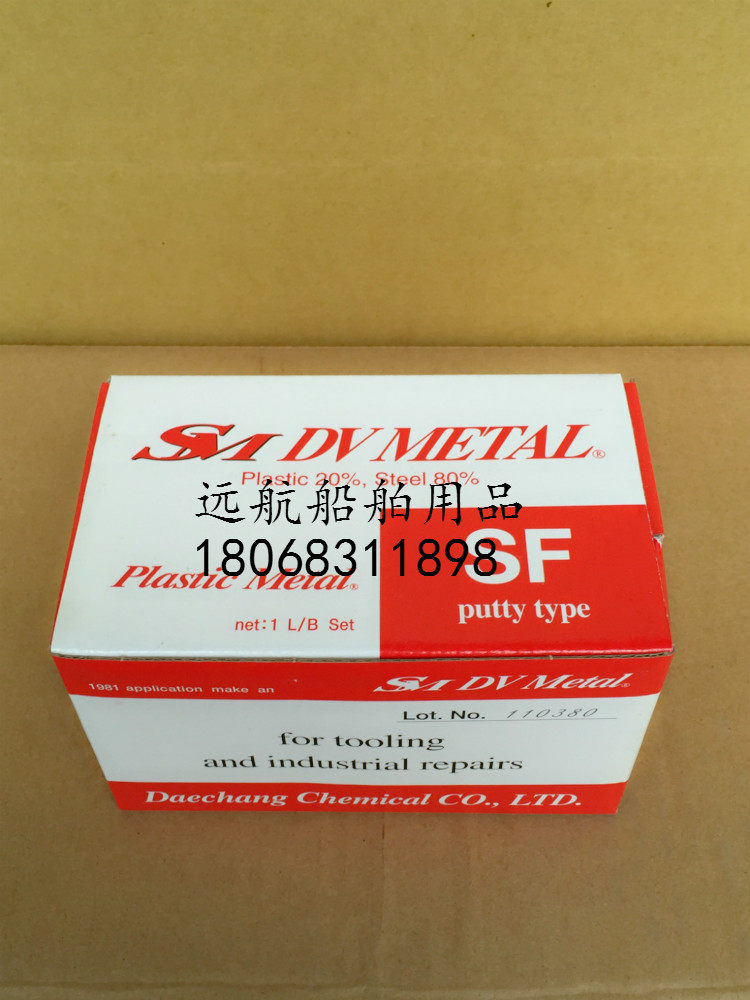 SM DV METAL®
Plastic 20%, Steel 80%
远航船舶用品
18068311898
SF
Plastic Metal®
putty type
net:1 L/B Set
1981 application make an
SM DV Metal®
Lot. No. 110380
for tooling
and industrial repairs
Daechang Chemical CO., LTD.